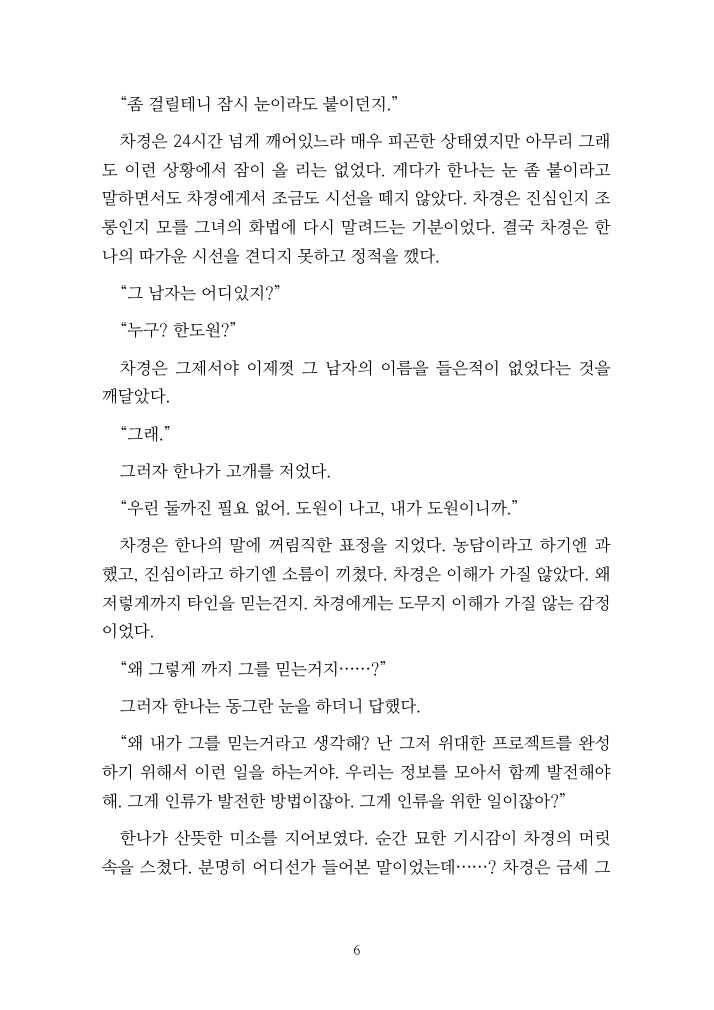 “좀 걸릴테니 잠시 눈이라도 붙이던지.”
차경은 24시간 넘게 깨어있느라 매우 피곤한 상태였지만 아무리 그래
도 이런 상황에서 잠이 올 리는 없었다. 게다가 한나는 눈 좀 붙이라고
말하면서도 차경에게서 조금도 시선을 떼지 않았다. 차경은 진심인지 조
롱인지 모를 그녀의 화법에 다시 말려드는 기분이었다. 결국 차경은 한
나의 따가운 시선을 견디지 못하고 정적을 깼다.
“그 남자는 어디있지?”
“누구? 한도원?”
차경은 그제서야 이제껏 그 남자의 이름을 들은적이 없었다는 것을
깨달았다.
“그래.”
그러자 한나가 고개를 저었다.
“우린 둘까진 필요 없어. 도원이 나고, 내가 도원이니까.”
차경은 한나의 말에 꺼림직한 표정을 지었다. 농담이라고 하기엔 과
했고, 진심이라고 하기엔 소름이 끼쳤다. 차경은 이해가 가질 않았다. 왜
저렇게까지 타인을 믿는건지. 차경에게는 도무지 이해가 가질 않는 감정
이었다.
“왜 그렇게 까지 그를 믿는거지……?”
그러자 한나는 동그란 눈을 하더니 답했다.
“왜 내가 그를 믿는거라고 생각해? 난 그저 위대한 프로젝트를 완성
하기 위해서 이런 일을 하는거야. 우리는 정보를 모아서 함께 발전해야
해. 그게 인류가 발전한 방법이잖아. 그게 인류을 위한 일이잖아?”
한나가 산뜻한 미소를 지어보였다. 순간 묘한 기시감이 차경의 머릿
속을 스쳤다. 분명히 어디선가 들어본 말이었는데……? 차경은 금세 그
6